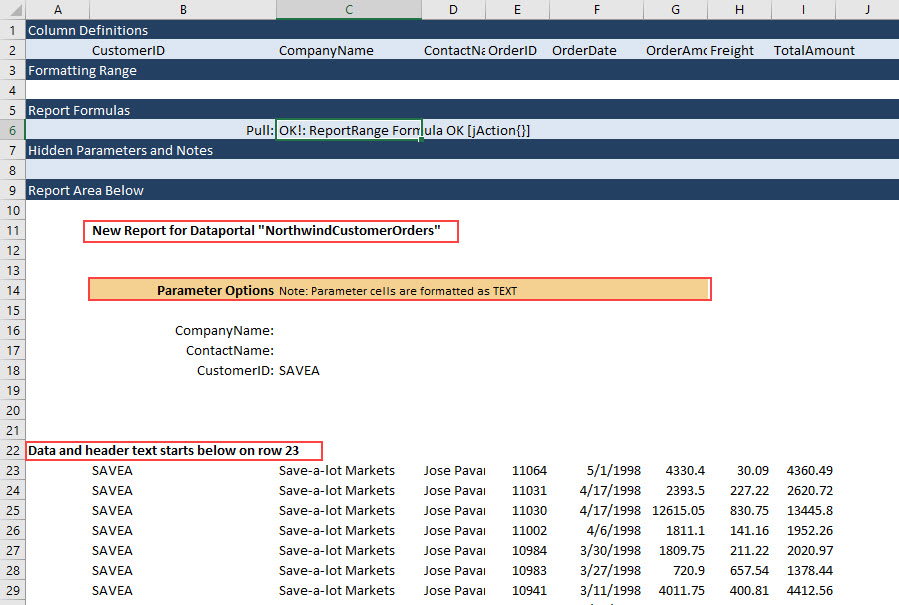 A B C D E F G H I J
1 Column Definitions
2 CustomerID CompanyName ContactNa OrderID OrderDate OrderAmo Freight TotalAmount
3 Formatting Range
4
5 Report Formulas
6 Pull: OK!: ReportRange Formula OK [jAction{}]
7 Hidden Parameters and Notes
8
9 Report Area Below
10
11 New Report for Dataportal "NorthwindCustomerOrders"
12
13
14 Parameter Options Note: Parameter cells are formatted as TEXT
15
16 CompanyName:
17 ContactName:
18 CustomerID: SAVEA
19
20
21
22 Data and header text starts below on row 23
23 SAVEA Save-a-lot Markets Jose Pavar 11064 5/1/1998 4330.4 30.09 4360.49
24 SAVEA Save-a-lot Markets Jose Pavar 11031 4/17/1998 2393.5 227.22 2620.72
25 SAVEA Save-a-lot Markets Jose Pavar 11030 4/17/1998 12615.05 830.75 13445.8
26 SAVEA Save-a-lot Markets Jose Pavar 11002 4/6/1998 1811.1 141.16 1952.26
27 SAVEA Save-a-lot Markets Jose Pavar 10984 3/30/1998 1809.75 211.22 2020.97
28 SAVEA Save-a-lot Markets Jose Pavar 10983 3/27/1998 720.9 657.54 1378.44
29 SAVEA Save-a-lot Markets Jose Pavar 10941 3/11/1998 4011.75 400.81 4412.56